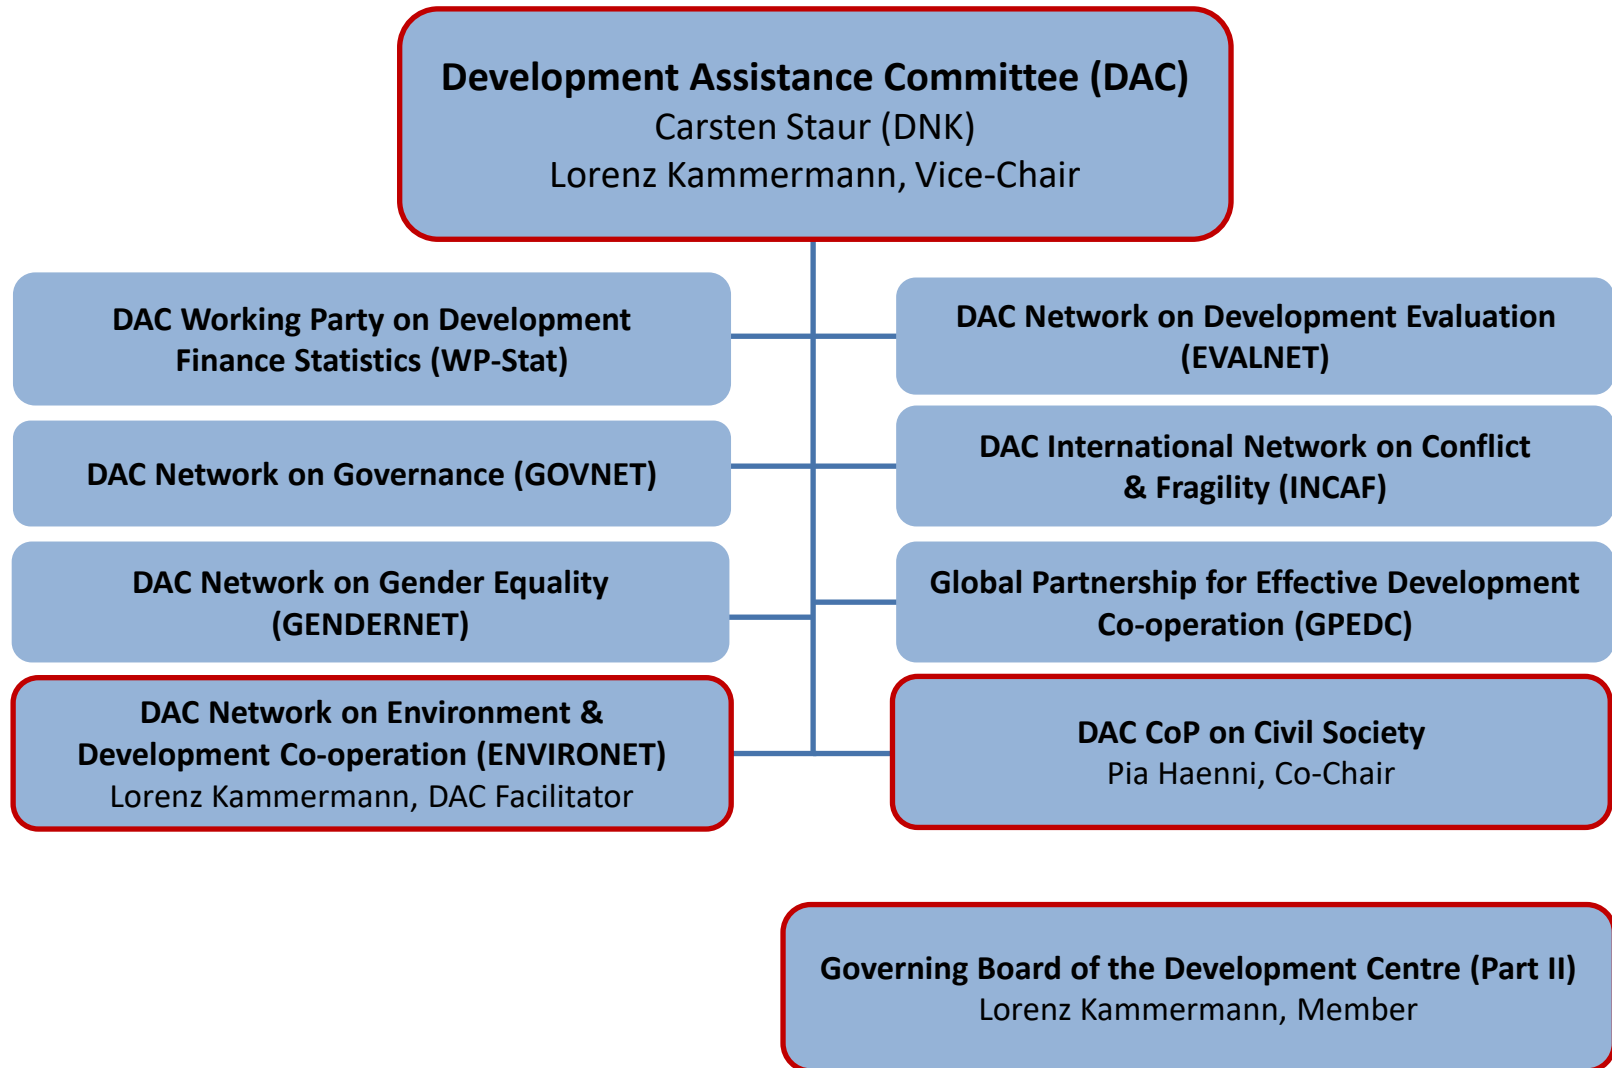 Development Assistance Committee (DAC)
Carsten Staur (DNK)
Lorenz Kammermann, Vice-Chair
DAC Working Party on Development
Finance Statistics (WP-Stat)
DAC Network on Development Evaluation
(EVALNET)
DAC Network on Governance (GOVNET)
DAC International Network on Conflict
& Fragility (INCAF)
DAC Network on Gender Equality
(GENDERNET)
Global Partnership for Effective Development
Co-operation (GPEDC)
DAC Network on Environment &
Development Co-operation (ENVIRONET)
Lorenz Kammermann, DAC Facilitator
DAC CoP on Civil Society
Pia Haenni, Co-Chair
Governing Board of the Development Centre (Part II)
Lorenz Kammermann, Member